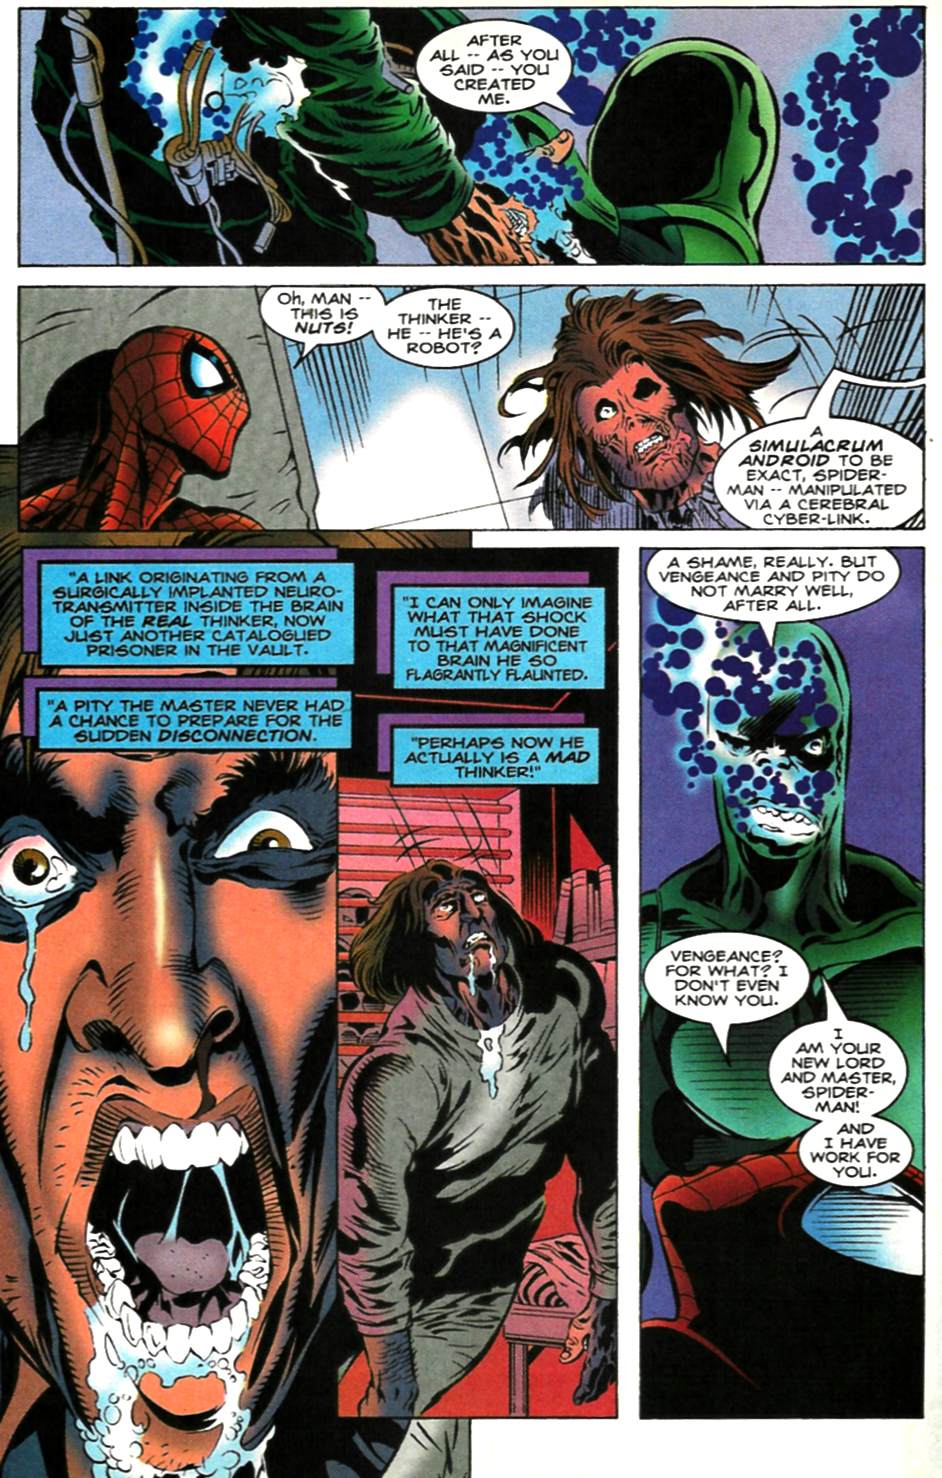 AFTER
ALL -- AS YOU
SAID -- YOU
CREATED
ME.
OH, MAN --
THIS IS
NUTS!
THE
THINKER --
HE -- HE'S A
ROBOT?
A
SIMULACRUM
ANDROID TO BE
EXACT, SPIDER-
MAN -- MANIPULATED
VIA A CEREBRAL
CYBER-LINK.
"A LINK ORIGINATING FROM A
SURGICALLY IMPLANTED NEURO-
TRANSMITTER INSIDE THE BRAIN
OF THE REAL THINKER, NOW
JUST ANOTHER CATALOGUED
PRISONER IN THE VAULT.
"A PITY THE MASTER NEVER HAD
A CHANCE TO PREPARE FOR THE
SUDDEN DISCONNECTION.
"I CAN ONLY IMAGINE
WHAT THAT SHOCK
MUST HAVE DONE
TO THAT MAGNIFICENT
BRAIN HE SO
FLAGRANTLY FLAUNTED.
"PERHAPS NOW HE
ACTUALLY IS A MAD
THINKER!"
A SHAME, REALLY. BUT
VENGEANCE AND PITY DO
NOT MARRY WELL,
AFTER ALL.
VENGEANCE?
FOR WHAT? I
DON'T EVEN
KNOW YOU.
I
AM YOUR
NEW LORD
AND MASTER,
SPIDER-
MAN!
AND
I HAVE
WORK FOR
YOU.